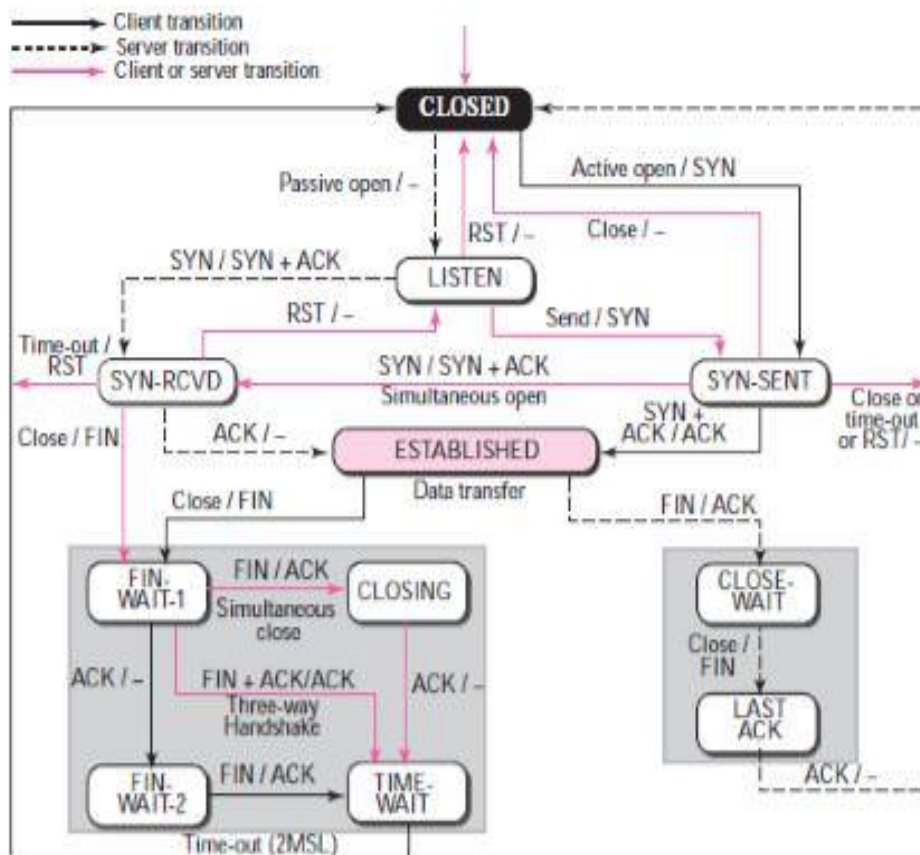 Client transition
Server transition
Client or server transition
CLOSED
Active open / SYN
Passive open / –
RST / –
Close / –
SYN / SYN + ACK
LISTEN
RST / –
Send / SYN
Time-out /
RST
SYN-RCVD
SYN / SYN + ACK
Simultaneous open
SYN-SENT
Close or
time-out
or RST / –
Close / FIN
ACK / –
SYN +
ACK / ACK
ESTABLISHED
Data transfer
Close / FIN
FIN / ACK
FIN-
WAIT-1
FIN / ACK
Simultaneous
close
CLOSING
CLOSE-
WAIT
Close /
FIN
ACK / –
FIN + ACK/ACK
Three-way
Handshake
ACK / –
LAST
ACK
ACK / –
FIN-
WAIT-2
FIN / ACK
TIME-
WAIT
Time-out (2MSL)